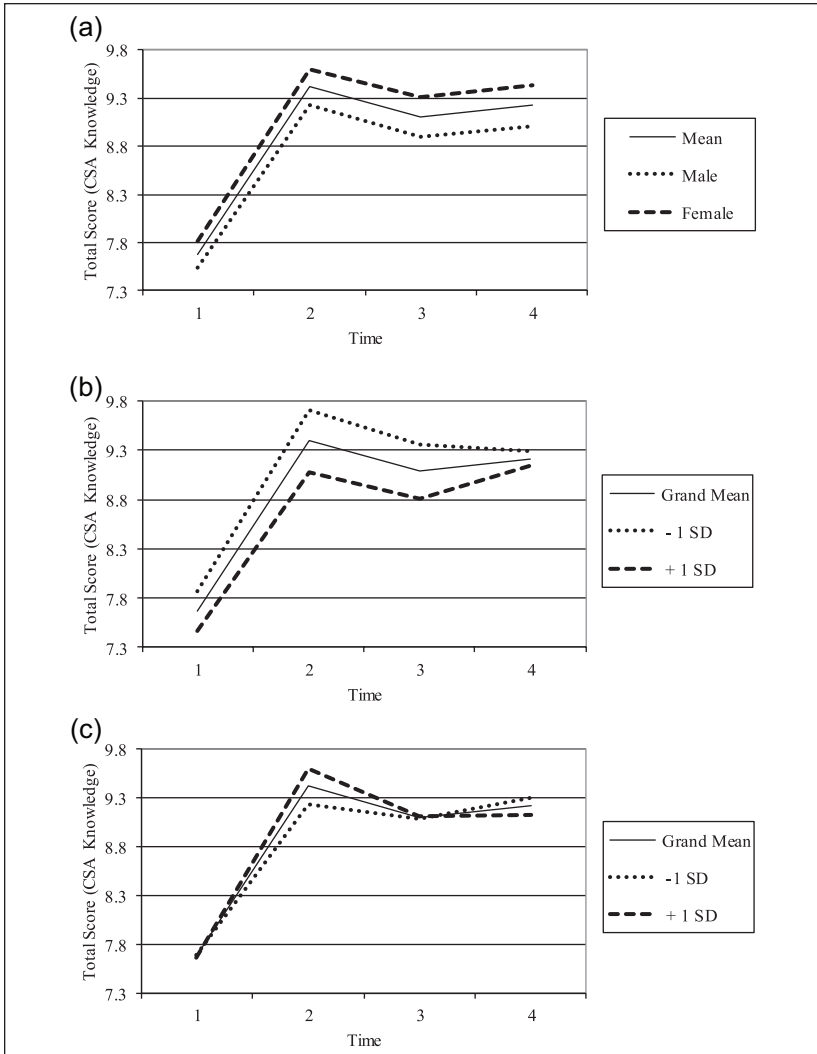 (a)
Total Score (CSA Knowledge)
9.8
9.3
8.8
8.3
7.8
7.3
1 2 3 4
Time
Mean
Male
Female
(b)
Total Score (CSA Knowledge)
9.8
9.3
8.8
8.3
7.8
7.3
1 2 3 4
Time
Grand Mean
- 1 SD
+ 1 SD
(c)
Total Score (CSA Knowledge)
9.8
9.3
8.8
8.3
7.8
7.3
1 2 3 4
Time
Grand Mean
-1 SD
+ 1 SD